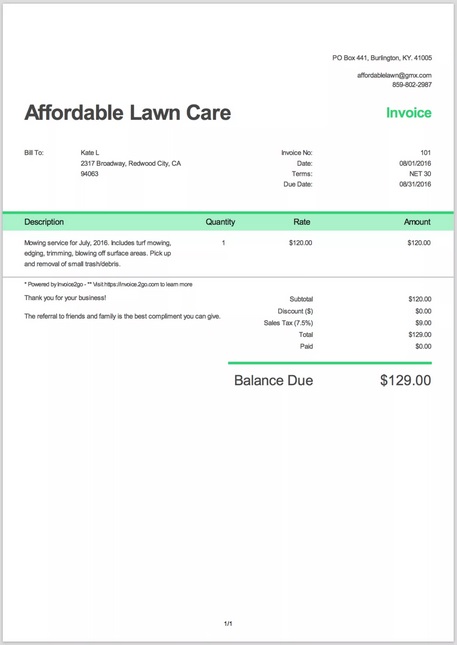 PO Box 441, Burlington, KY. 41005
affordablelawn@gmx.com
859-802-2987
Affordable Lawn Care
Invoice
Bill To: Kate L
2317 Broadway, Redwood City, CA
94063
Invoice No: 101
Date: 08/01/2016
Terms: NET 30
Due Date: 08/31/2016
Description Quantity Rate Amount
Mowing service for July, 2016. Includes turf mowing, 1 $120.00 $120.00
edging, trimming, blowing off surface areas. Pick up
and removal of small trash/debris.
* Powered by Invoice2go - ** Visit https://invoice.2go.com to learn more
Thank you for your business!
The referral to friends and family is the best compliment you can give.
Subtotal $120.00
Discount ($) $0.00
Sales Tax (7.5%) $9.00
Total $129.00
Paid $0.00
Balance Due $129.00
1/1